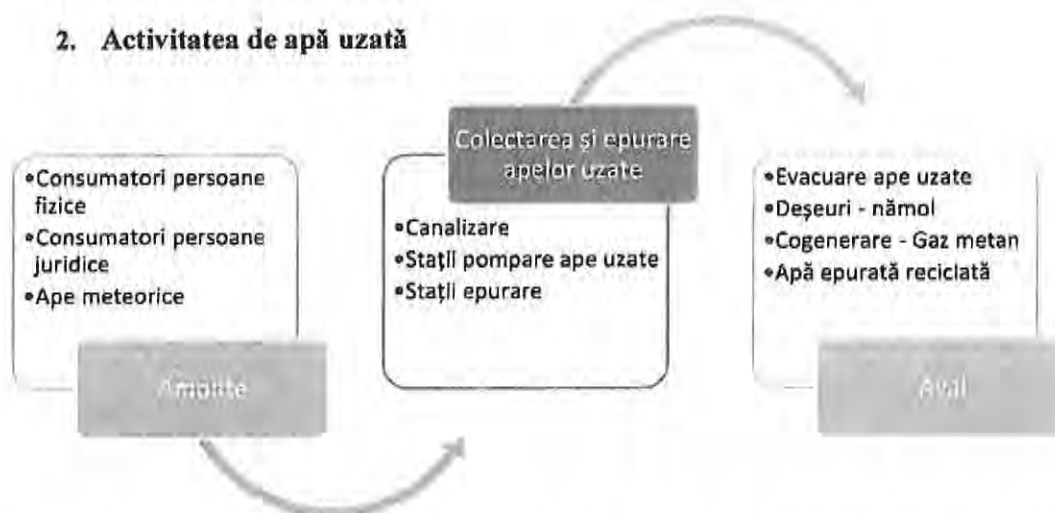 2. Activitatea de apă uzată
•Consumatori persoane
fizice
•Consumatori persoane
juridice
•Ape meteorice
Amonte
Colectarea și epurare
apelor uzate
•Canalizare
•Stații pompare ape uzate
•Stații epurare
•Evacuare ape uzate
•Deșeuri - nămol
•Cogenerare - Gaz metan
•Apă epurată reciclată
Aval